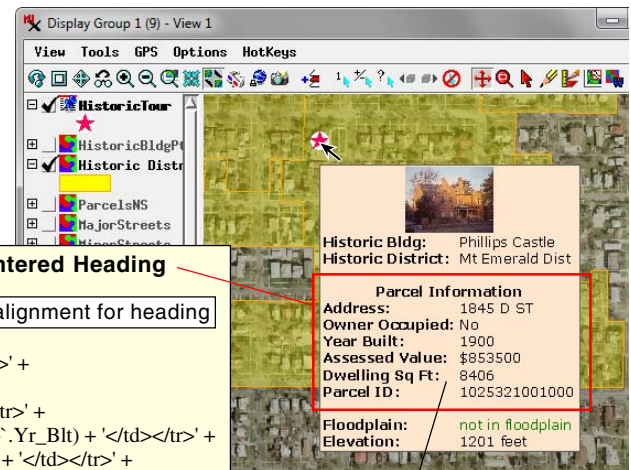 Display Group 1 (9) - View 1
View Tools GPS Options HotKeys
HistoricTour
HistoricBldgPt
Historic Distr
ParcelsNS
MajorStreets
MinorStreets
Historic Bldg: Phillips Castle
Historic District: Mt Emerald Dist
Parcel Information
Address: 1845 D ST
Owner Occupied: No
Year Built: 1900
Assessed Value: $853500
Dwelling Sq Ft: 8406
Parcel ID: 1025321001000
Floodplain: not in floodplain
Elevation: 1201 feet
ntered Heading
alignment for heading
>' +
tr>' +
`.Yr_Blt) + '</td></tr>' +
+ '</td></tr>' +